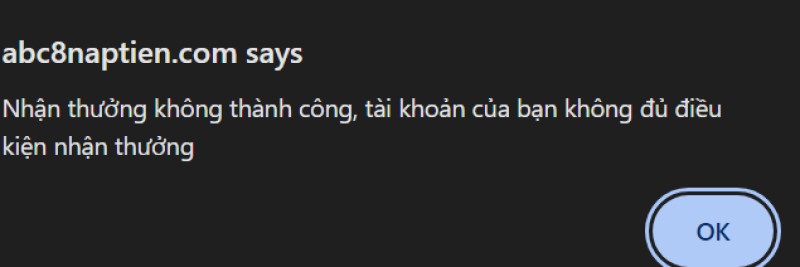 abc8naptien.com says
Nhận thưởng không thành công, tài khoản của bạn không đủ điều
kiện nhận thưởng
OK